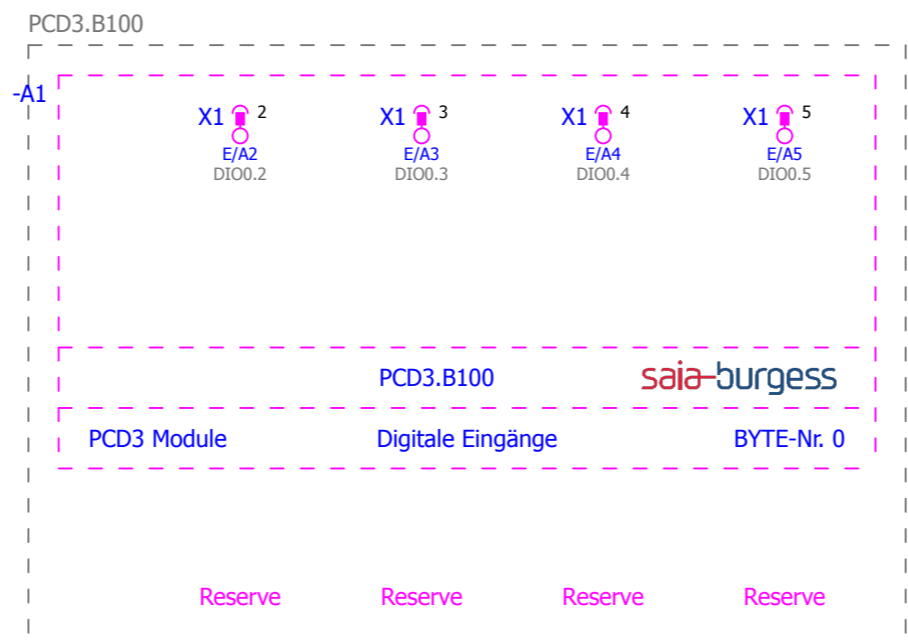 PCD3.B100
-A1
X1 2 X1 3 X1 4 X1 5
E/A2 E/A3 E/A4 E/A5
DIO0.2 DIO0.3 DIO0.4 DIO0.5
PCD3.B100 saia-burgess
PCD3 Module Digitale Eingänge BYTE-Nr. 0
Reserve Reserve Reserve Reserve